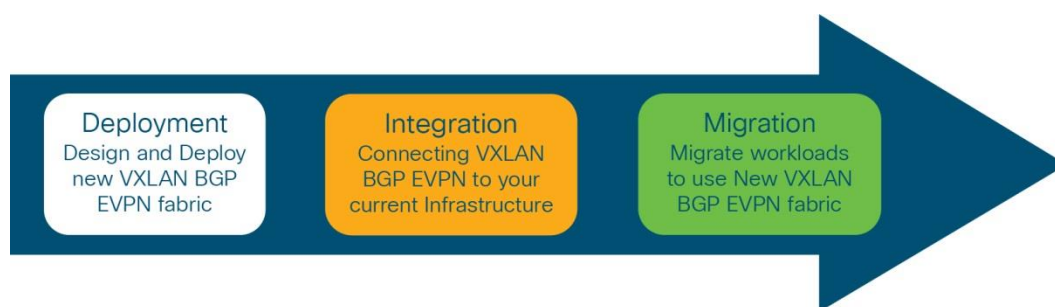 Deployment
Design and Deploy
new VXLAN BGP
EVPN fabric
Integration
Connecting VXLAN
BGP EVPN to your
current Infrastructure
Migration
Migrate workloads
to use New VXLAN
BGP EVPN fabric